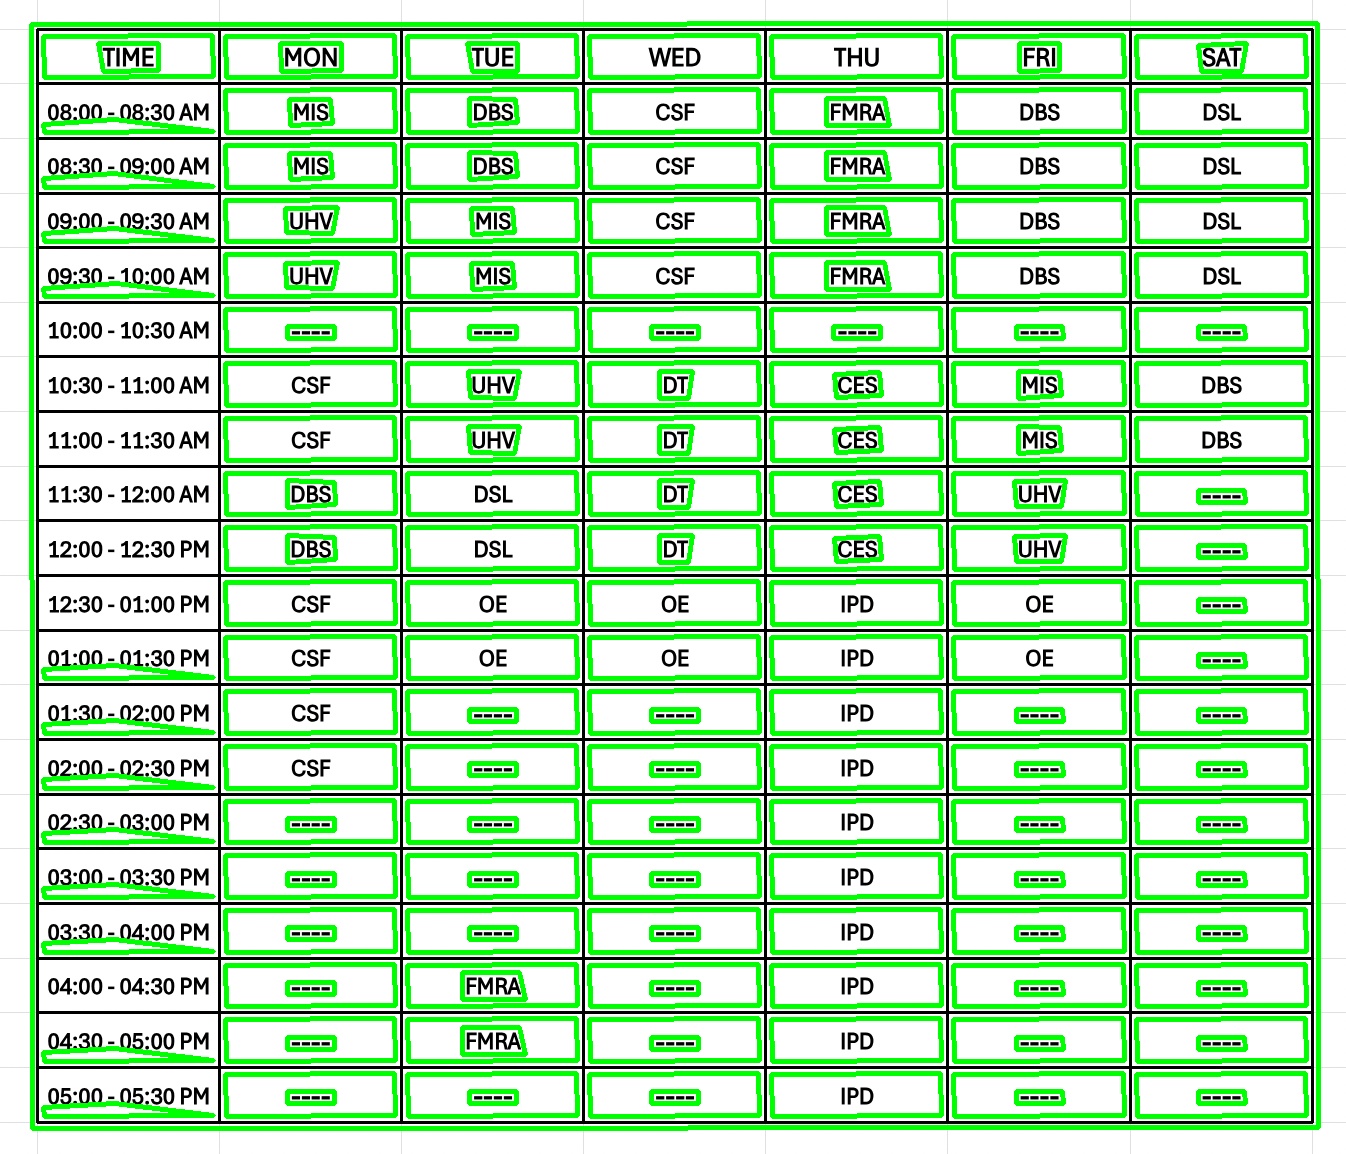 TIME MON TUE WED THU FRI SAT
08:00 - 08:30 AM MIS DBS CSF FMRA DBS DSL
08:30 - 09:00 AM MIS DBS CSF FMRA DBS DSL
09:00 - 09:30 AM UHV MIS CSF FMRA DBS DSL
09:30 - 10:00 AM UHV MIS CSF FMRA DBS DSL
10:00 - 10:30 AM ---- ---- ---- ---- ---- ----
10:30 - 11:00 AM CSF UHV DT CES MIS DBS
11:00 - 11:30 AM CSF UHV DT CES MIS DBS
11:30 - 12:00 AM DBS DSL DT CES UHV ----
12:00 - 12:30 PM DBS DSL DT CES UHV ----
12:30 - 01:00 PM CSF OE OE IPD OE ----
01:00 - 01:30 PM CSF OE OE IPD OE ----
01:30 - 02:00 PM CSF ---- ---- IPD ---- ----
02:00 - 02:30 PM CSF ---- ---- IPD ---- ----
02:30 - 03:00 PM ---- ---- ---- IPD ---- ----
03:00 - 03:30 PM ---- ---- ---- IPD ---- ----
03:30 - 04:00 PM ---- ---- ---- IPD ---- ----
04:00 - 04:30 PM ---- FMRA ---- IPD ---- ----
04:30 - 05:00 PM ---- FMRA ---- IPD ---- ----
05:00 - 05:30 PM ---- ---- ---- IPD ---- ----